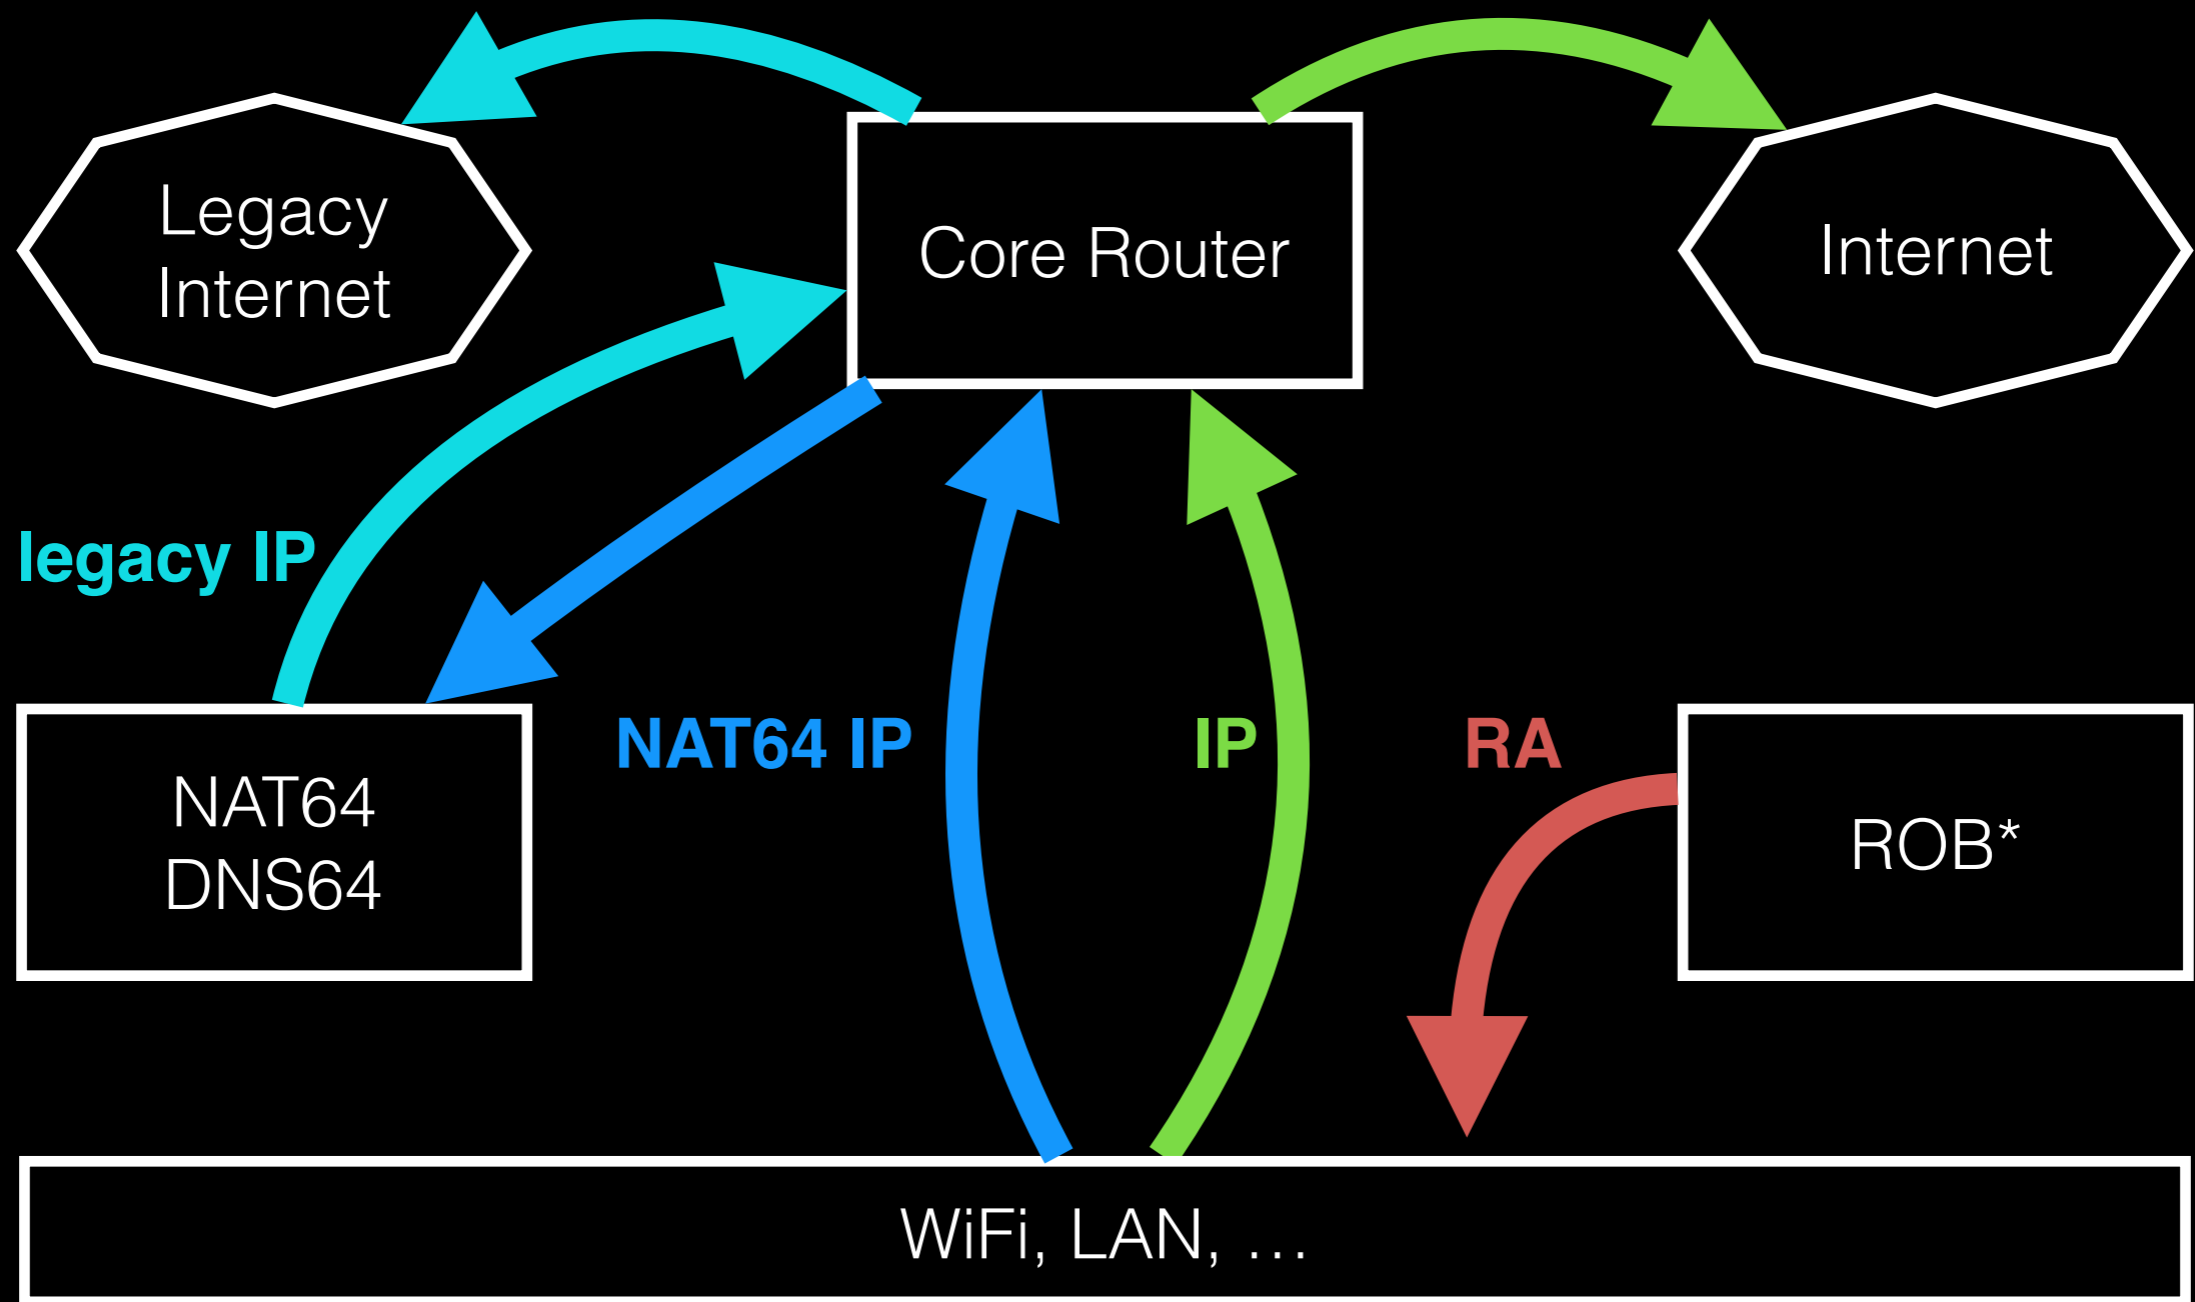 Legacy
Internet
Core Router
Internet
legacy IP
NAT64 IP
IP
RA
NAT64
DNS64
ROB*
WiFi, LAN, …